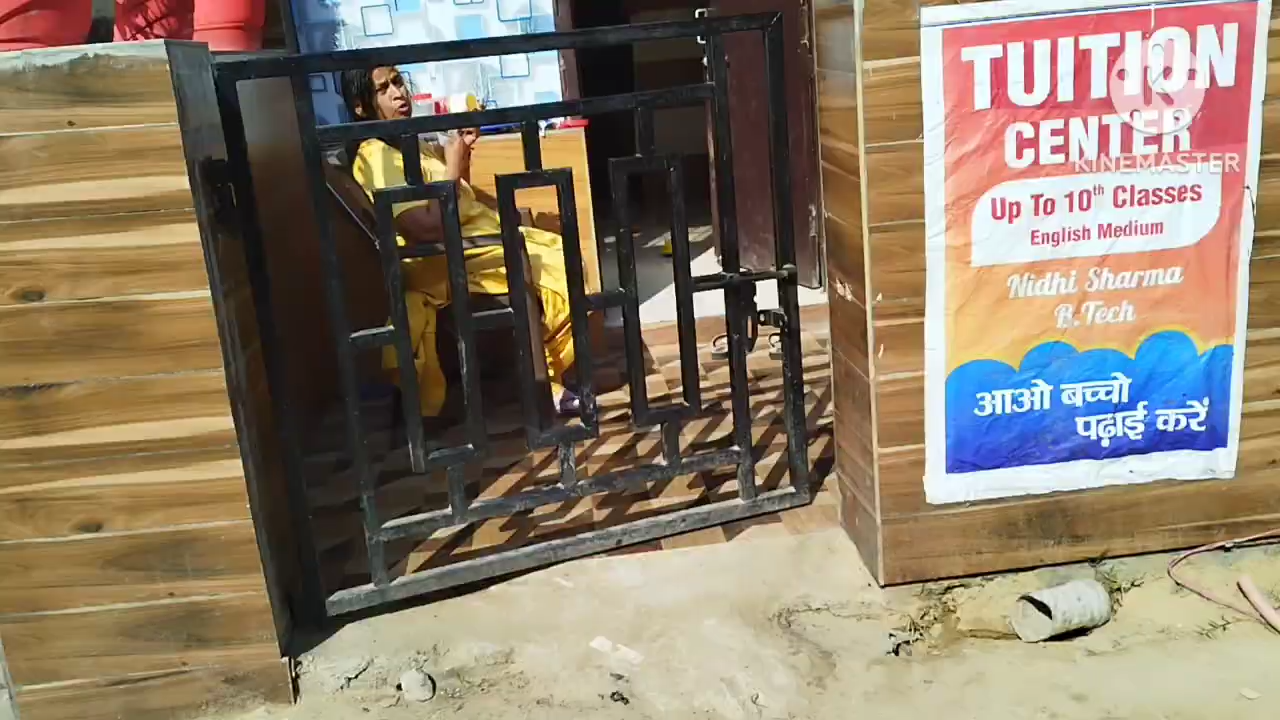 TUITION
CENTER
KINEMASTER
Up To 10th Classes
English Medium
Nidhi Sharma
B.Tech
आओ बच्चो
पढ़ाई करें